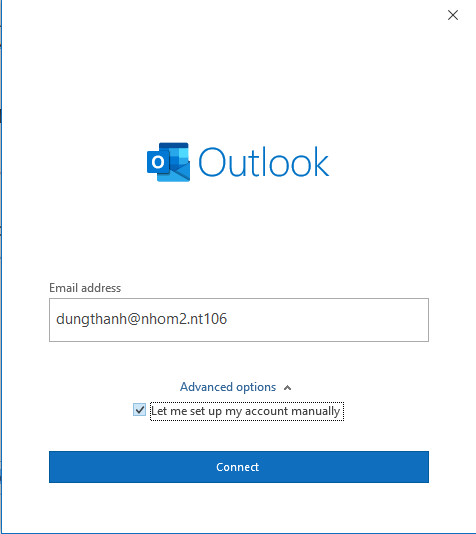 Outlook
Email address
dungthanh@nhom2.nt106
Advanced options
Let me set up my account manually
Connect